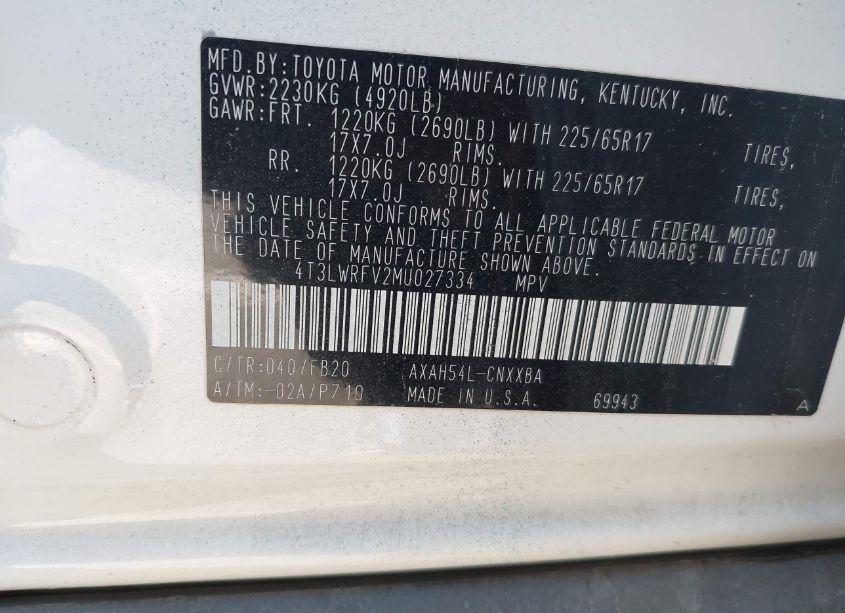 MFD.BY:TOYOTA MOTOR MANUFACTURING, KENTUCKY, INC.
GVWR:2230KG (4920LB)
GAWR:FRT. 1220KG (2690LB) WITH 225/65R17 TIRES,
17X7.0J RIMS.
RR. 1220KG (2690LB) WITH 225/65R17 TIRES,
17X7.0J RIMS.
THIS VEHICLE CONFORMS TO ALL APPLICABLE FEDERAL MOTOR
VEHICLE SAFETY AND THEFT PREVENTION STANDARDS IN EFFECT ON
THE DATE OF MANUFACTURE SHOWN ABOVE.
4T3LWRFV2MU027334 MPV
C/TR:040/FB20 AXAH54L-CNXXBA
A/TM:-02A/P710 MADE IN U.S.A. 69943 A